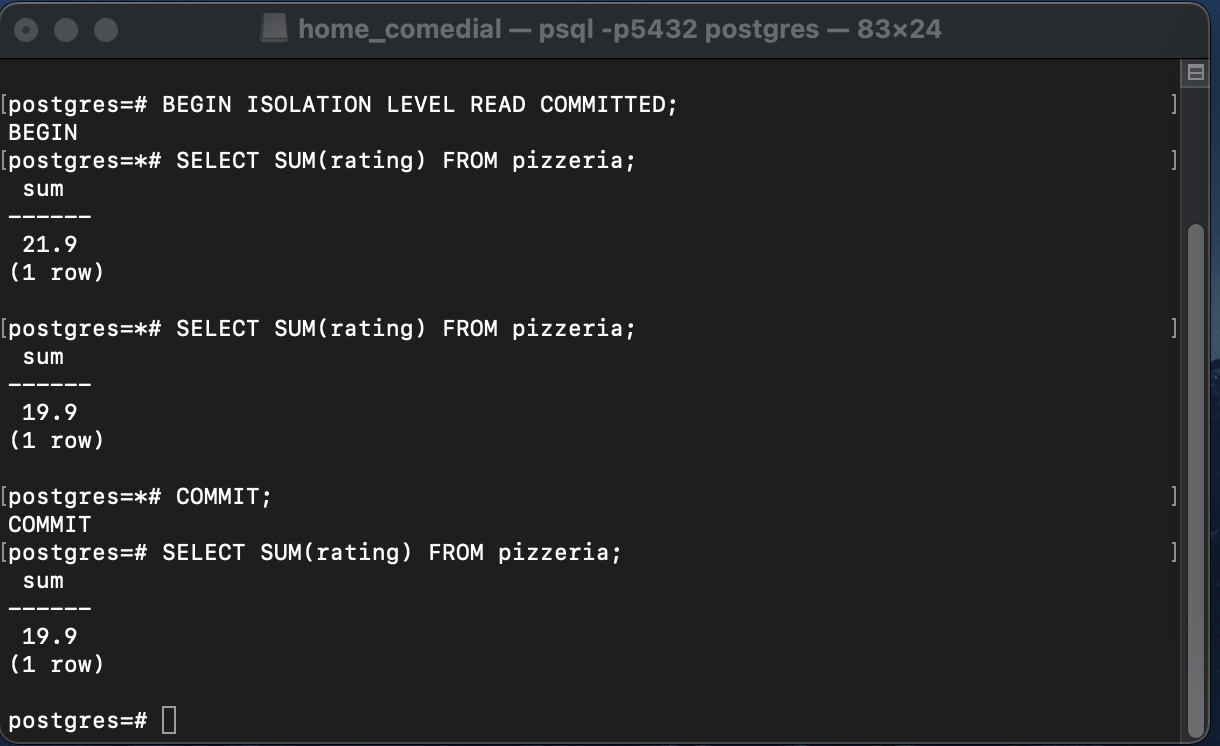 home_comedial — psql -p5432 postgres — 83×24
[postgres=# BEGIN ISOLATION LEVEL READ COMMITTED; ]
BEGIN
[postgres=*# SELECT SUM(rating) FROM pizzeria; ]
sum
------
21.9
(1 row)
[postgres=*# SELECT SUM(rating) FROM pizzeria; ]
sum
------
19.9
(1 row)
[postgres=*# COMMIT; ]
COMMIT
[postgres=# SELECT SUM(rating) FROM pizzeria; ]
sum
------
19.9
(1 row)
postgres=#